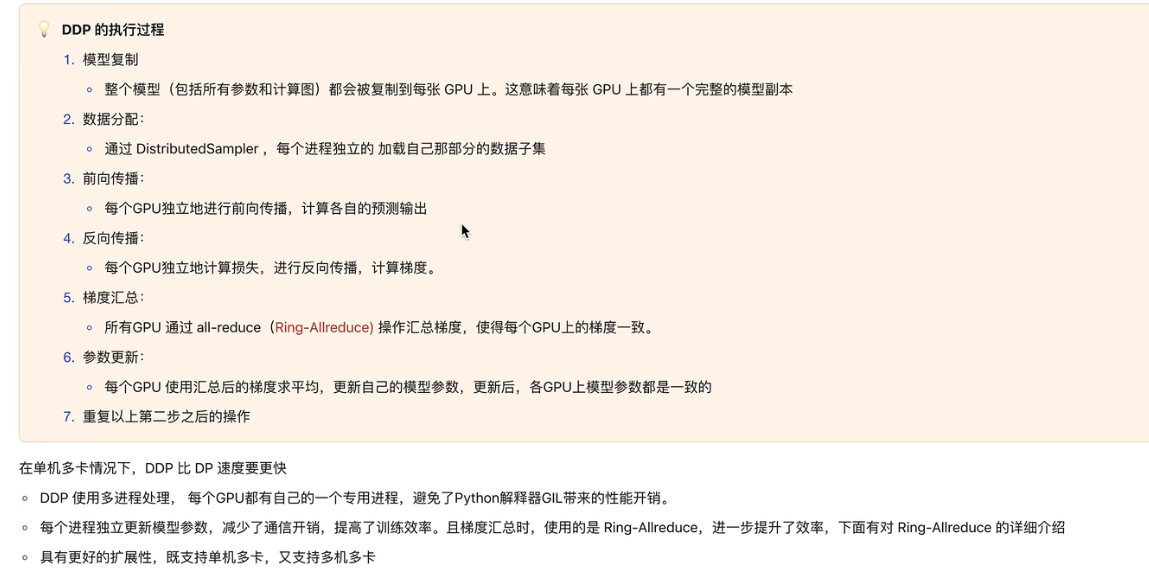 DDP 的执行过程
1. 模型复制
整个模型（包括所有参数和计算图）都会被复制到每张 GPU 上。这意味着每张 GPU 上都有一个完整的模型副本
2. 数据分配：
通过 DistributedSampler ，每个进程独立的 加载自己那部分的数据子集
3. 前向传播：
每个GPU独立地进行前向传播，计算各自的预测输出
4. 反向传播：
每个GPU独立地计算损失，进行反向传播，计算梯度。
5. 梯度汇总：
所有GPU 通过 all-reduce（Ring-Allreduce) 操作汇总梯度，使得每个GPU上的梯度一致。
6. 参数更新：
每个GPU 使用汇总后的梯度求平均，更新自己的模型参数，更新后，各GPU上模型参数都是一致的
7. 重复以上第二步之后的操作
在单机多卡情况下，DDP 比 DP 速度要更快
DDP 使用多进程处理， 每个GPU都有自己的一个专用进程，避免了Python解释器GIL带来的性能开销。
每个进程独立更新模型参数，减少了通信开销，提高了训练效率。且梯度汇总时，使用的是 Ring-Allreduce，进一步提升了效率，下面有对 Ring-Allreduce 的详细介绍
具有更好的扩展性，既支持单机多卡，又支持多机多卡